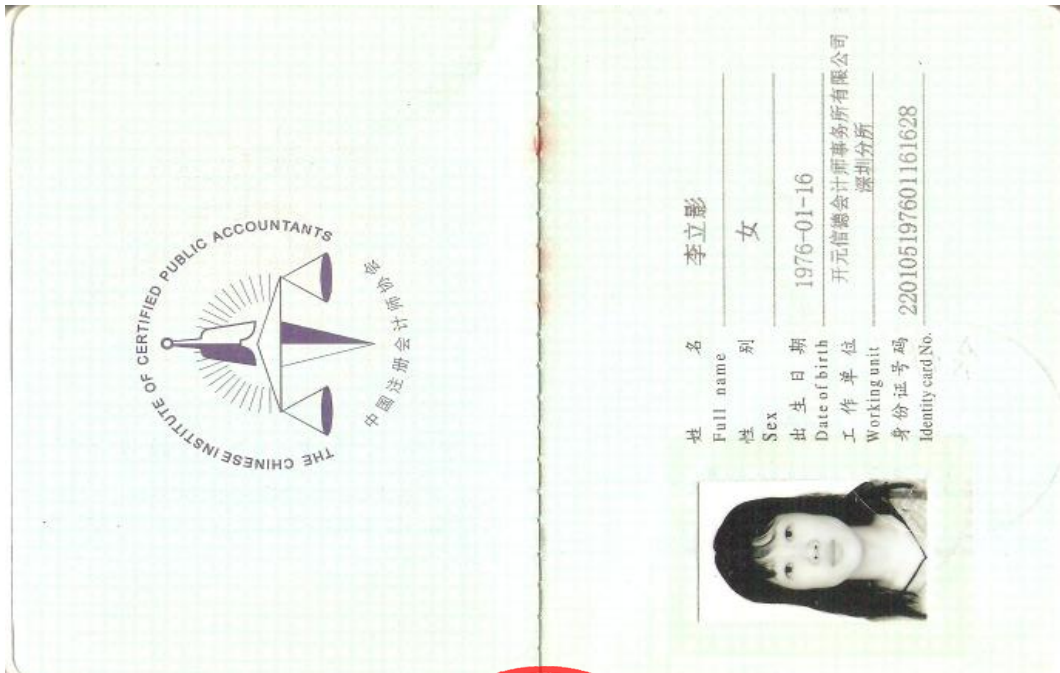 THE CHINESE INSTITUTE OF CERTIFIED PUBLIC ACCOUNTANTS
中国注册会计师协会
姓 名 李立影
Full name
性 别 女
Sex
出 生 日 期 1976-01-16
Date of birth
工 作 单 位 开元信德会计师事务所有限公司
Working unit 深圳分所
身 份 证 号 码 220105197601161628
Identity card No.